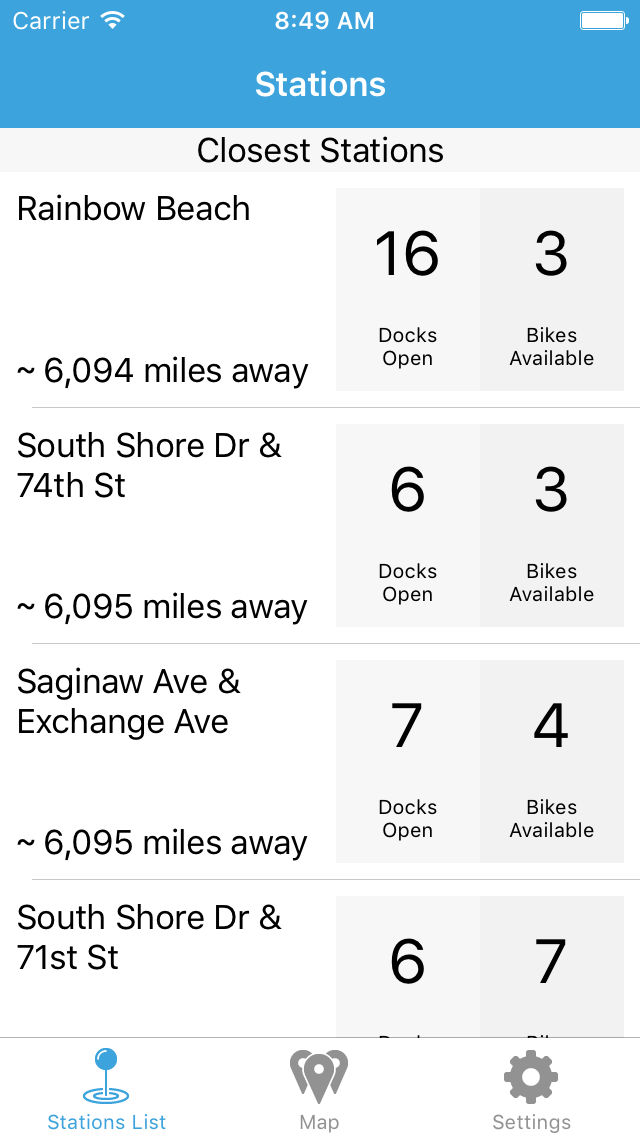 Carrier 8:49 AM
Stations
Closest Stations
Rainbow Beach
16 3
Docks Bikes
Open Available
~ 6,094 miles away
South Shore Dr &
74th St
6 3
Docks Bikes
Open Available
~ 6,095 miles away
Saginaw Ave &
Exchange Ave
7 4
Docks Bikes
Open Available
~ 6,095 miles away
South Shore Dr &
71st St
6 7
Stations List Map Settings